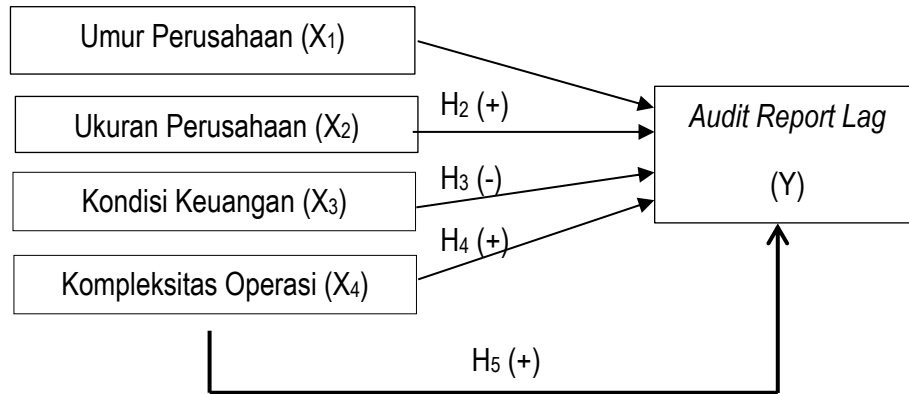 Umur Perusahaan (X₁)
Ukuran Perusahaan (X₂)
H₂ (+)
Audit Report Lag
(Y)
Kondisi Keuangan (X₃)
H₃ (-)
H₄ (+)
Kompleksitas Operasi (X₄)
H₅ (+)